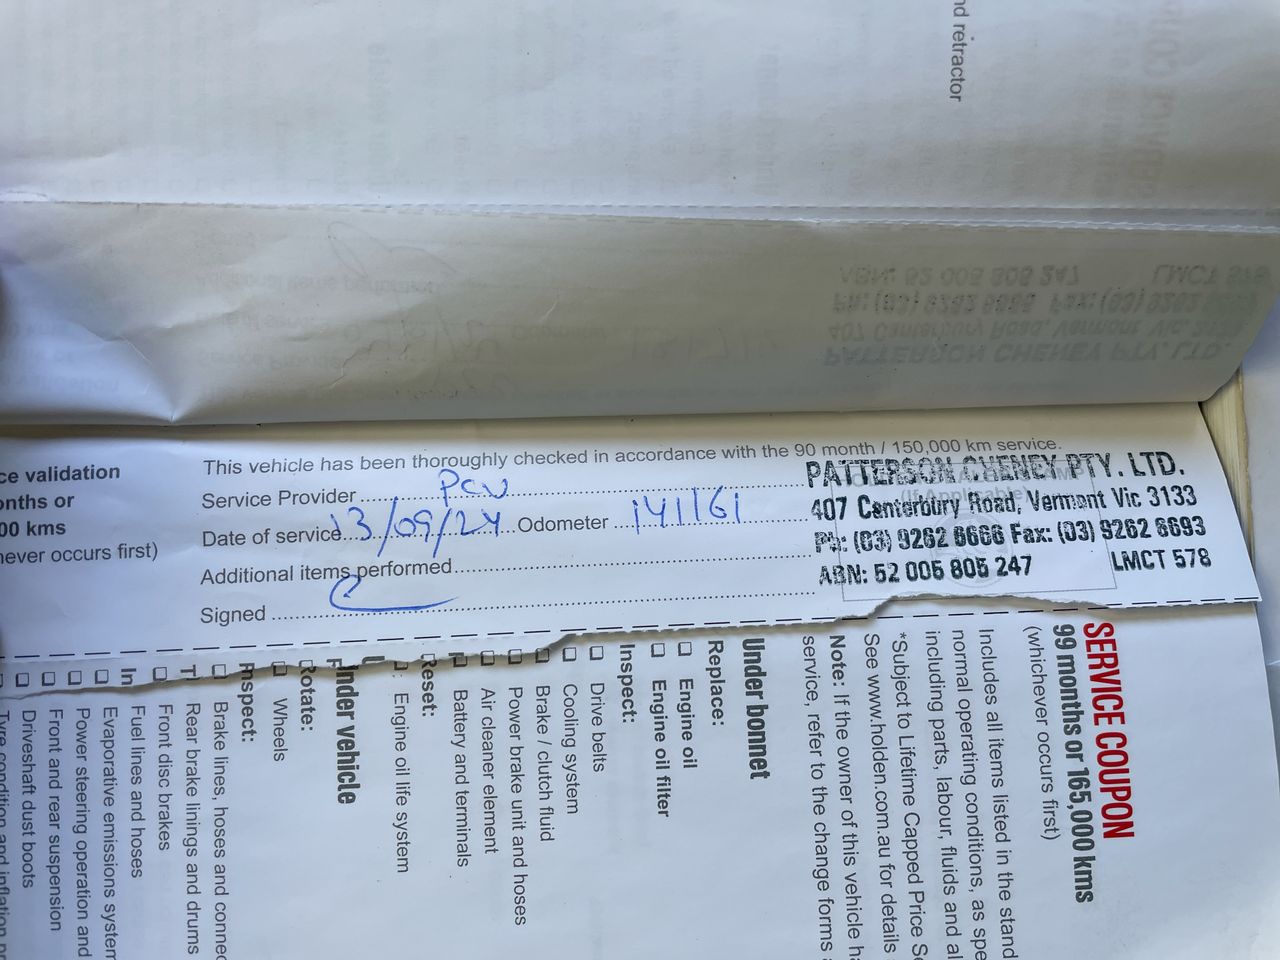 nd retractor
ce validation
onths or
00 kms
never occurs first)
This vehicle has been thoroughly checked in accordance with the 90 month / 150,000 km service.
Service Provider PCV
Date of service 13/09/24 Odometer 141161
Additional items performed
Signed
PATTERSON CHENEY PTY. LTD.
407 Canterbury Road, Vermont Vic 3133
Ph: (03) 9262 6666 Fax: (03) 9262 6693
ABN: 52 005 805 247 LMCT 578
SERVICE COUPON
99 months or 165,000 kms
(whichever occurs first)
Includes all items listed in the stand
normal operating conditions, as spe
including parts, labour, fluids and al
*Subject to Lifetime Capped Price Se
See www.holden.com.au for details
Note: If the owner of this vehicle ha
service, refer to the change forms
Under bonnet
Replace:
Engine oil
Engine oil filter
Inspect:
Drive belts
Cooling system
Brake / clutch fluid
Power brake unit and hoses
Air cleaner element
Battery and terminals
Reset:
Engine oil life system
Under vehicle
Rotate:
Wheels
Inspect:
Brake lines, hoses and connec
Rear brake linings and drums
Front disc brakes
Fuel lines and hoses
Evaporative emissions system
Power steering operation and
Front and rear suspension
Driveshaft dust boots
Tyre condition and inflation pr